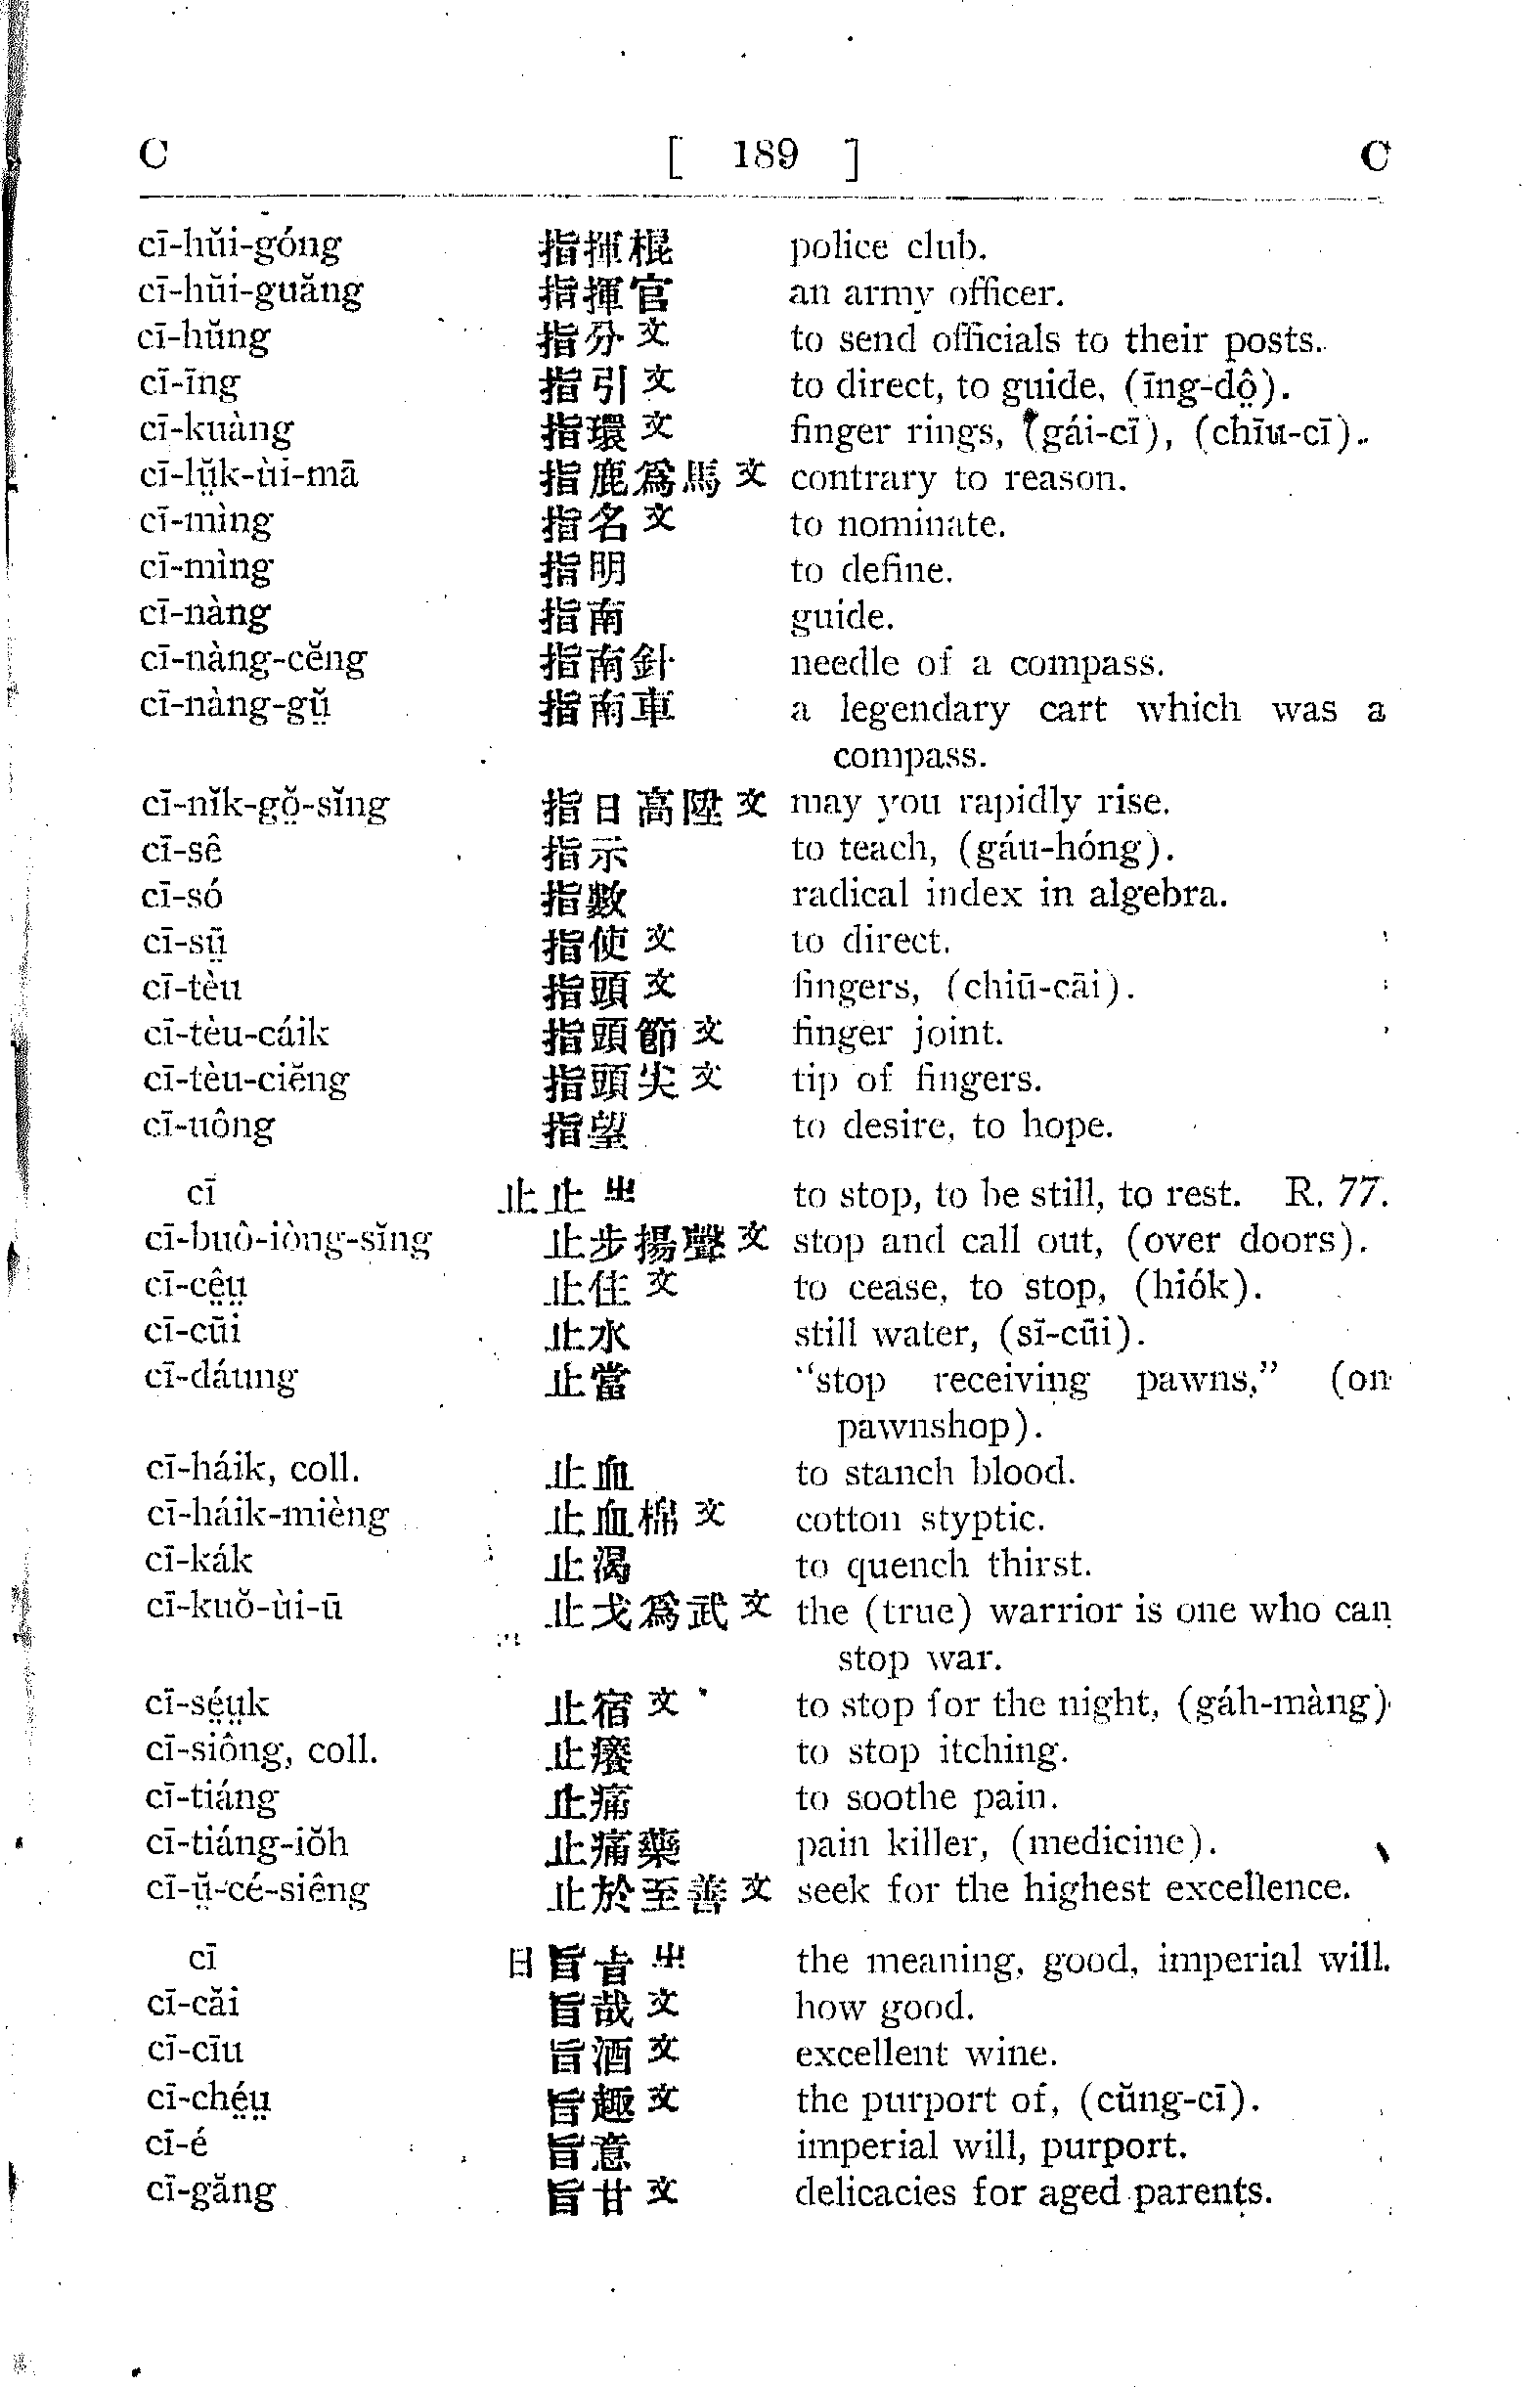 C [ 189 ] C
cī-hŭi-góng 指揮棍 police club.
cī-hŭi-guăng 指揮官 an army officer.
cī-hŭng 指分文 to send officials to their posts.
cī-īng 指引文 to direct, to guide, (īng-dô̤).
cī-kuàng 指環文 finger rings, (gái-cī), (chīu-cī).
cī-lṳ̆k-ùi-mā 指鹿爲馬文 contrary to reason.
cī-mìng 指名文 to nominate.
cī-mìng 指明 to define.
cī-nàng 指南 guide.
cī-nàng-cĕng 指南針 needle of a compass.
cī-nàng-gṳ̆ 指南車 a legendary cart which was a
compass.
cī-nĭk-gŏ̤-sĭng 指日高陞文 may you rapidly rise.
cī-sê 指示 to teach, (gáu-hóng).
cī-só 指數 radical index in algebra.
cī-sṳ̄ 指使文 to direct.
cī-tèu 指頭文 fingers, (chiū-cāi).
cī-tèu-cáik 指頭節文 finger joint.
cī-tèu-ciĕng 指頭尖文 tip of fingers.
cī-uông 指望 to desire, to hope.
cī 止止㞢 to stop, to be still, to rest. R. 77.
cī-buô-iòng-sĭng 止步揚聲文 stop and call out, (over doors).
cī-cê̤ṳ 止住文 to cease, to stop, (hiók).
cī-cūi 止水 still water, (sī-cūi).
cī-dáung 止當 "stop receiving pawns," (on
pawnshop).
cī-háik, coll. 止血 to stanch blood.
cī-háik-mièng 止血棉文 cotton styptic.
cī-kák 止渴 to quench thirst.
cī-kuŏ-ùi-ū 止戈爲武文 the (true) warrior is one who can
stop war.
cī-sé̤ṳk 止宿文 to stop for the night, (gáh-màng)
cī-siông, coll. 止癢 to stop itching.
cī-tiáng 止痛 to soothe pain.
cī-tiáng-iŏh 止痛藥 pain killer, (medicine).
cī-ṳ̆-cé-siêng 止於至善文 seek for the highest excellence.
cī 日旨㫖㞢 the meaning, good, imperial will.
cī-căi 旨哉文 how good.
cī-cīu 旨酒文 excellent wine.
cī-ché̤ṳ 旨趣文 the purport of, (cŭng-cī).
cī-é 旨意 imperial will, purport.
cī-găng 旨甘文 delicacies for aged parents.